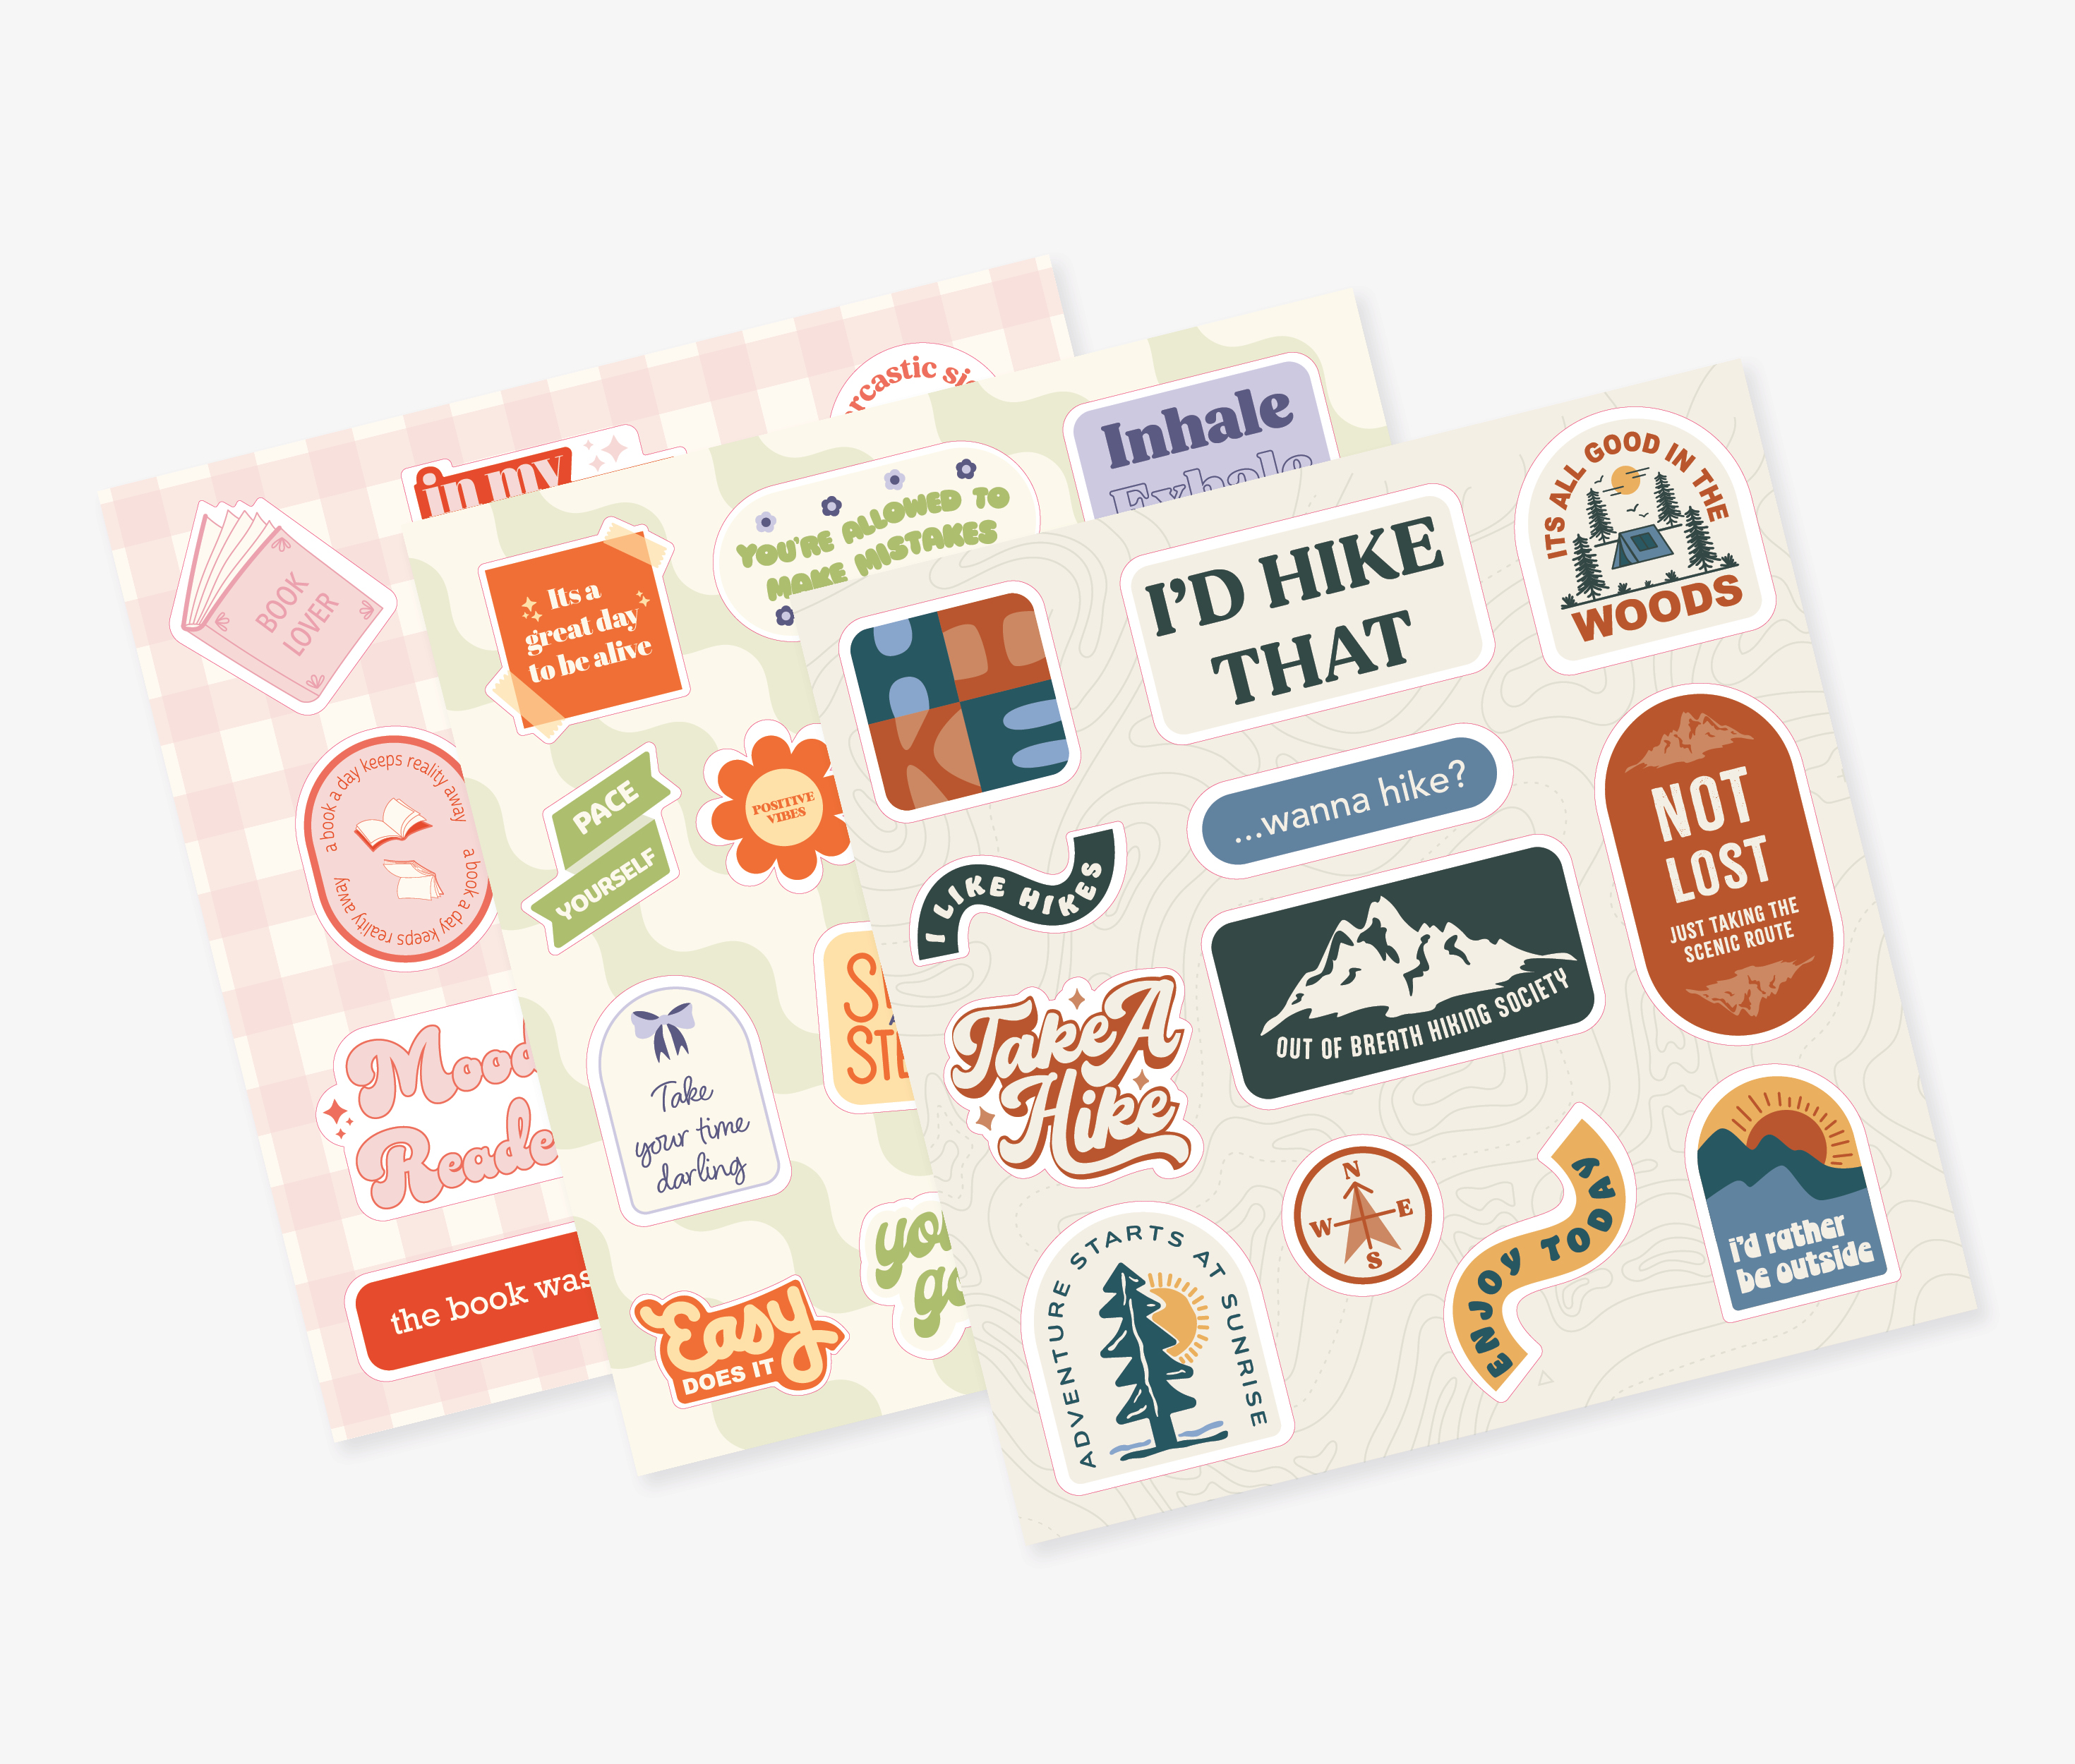 in my
BOOK
LOVER
a book a day keeps reality away
a book a day keeps reality away
Mood
the book was
Its a
great day
to be alive
YOU'RE ALLOWED TO
MAKE MISTAKES
Inhale
Exhale
PACE
YOURSELF
POSITIVE
VIBES
Take
your time
darling
Easy
DOES IT
HIKE
I'D HIKE
THAT
ITS ALL GOOD IN THE
WOODS
...wanna hike?
I LIKE HIKES
NOT
LOST
JUST TAKING THE
SCENIC ROUTE
OUT OF BREATH HIKING SOCIETY
Take A
Hike
N
W E
S
ENJOY TODAY
i'd rather
be outside
ADVENTURE STARTS AT SUNRISE